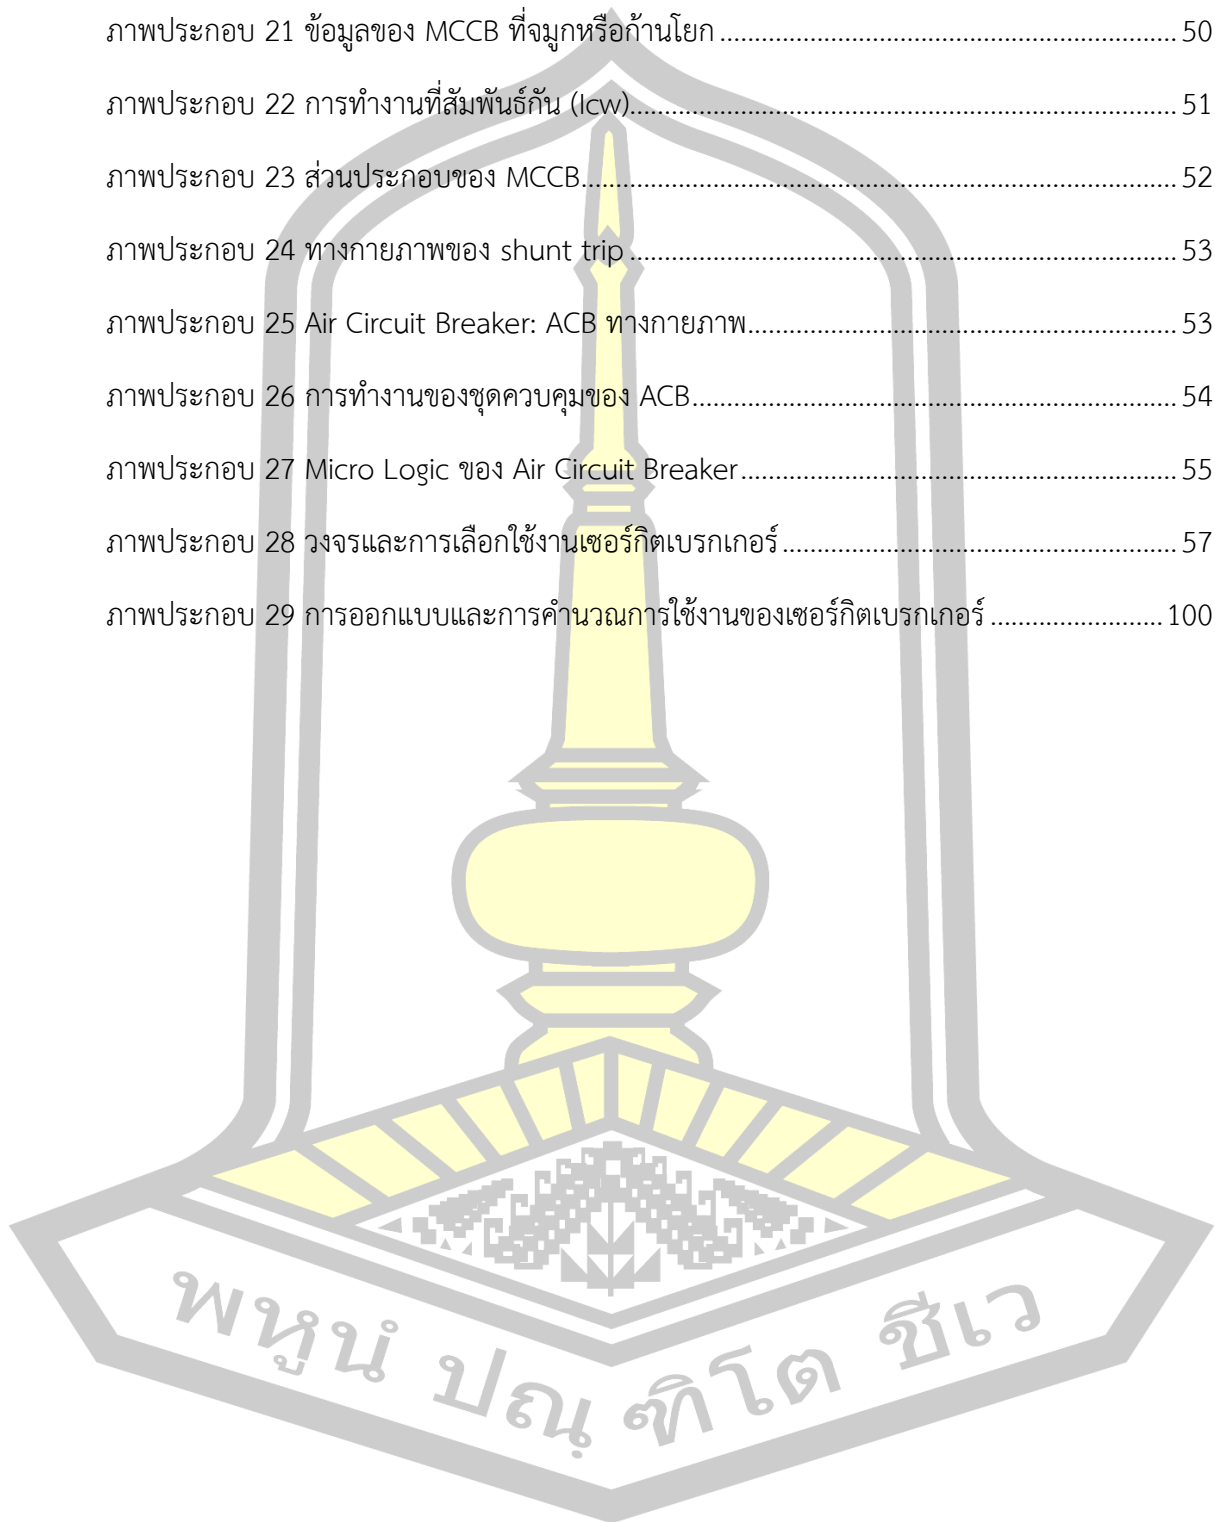 ภาพประกอบ 21 ข้อมูลของ MCCB ที่จมูกหรือก้านโยก ........................ 50
ภาพประกอบ 22 การทำงานที่สัมพันธ์กัน (Icw)........................ 51
ภาพประกอบ 23 ส่วนประกอบของ MCCB........................ 52
ภาพประกอบ 24 ทางกายภาพของ shunt trip ........................ 53
ภาพประกอบ 25 Air Circuit Breaker: ACB ทางกายภาพ........................ 53
ภาพประกอบ 26 การทำงานของชุดควบคุมของ ACB........................ 54
ภาพประกอบ 27 Micro Logic ของ Air Circuit Breaker ........................ 55
ภาพประกอบ 28 วงจรและการเลือกใช้งานเซอร์กิตเบรกเกอร์ ........................ 57
ภาพประกอบ 29 การออกแบบและการคำนวณการใช้งานของเซอร์กิตเบรกเกอร์ ........................ 100
พหูนํ ปณฺ ฑิโต ชีเว